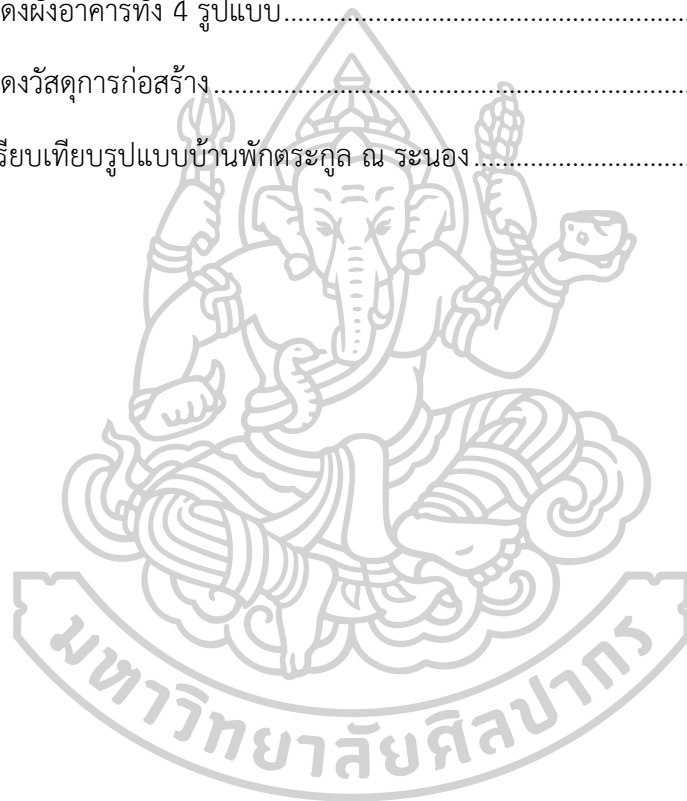 ดงผังอาคารทั้ง 4 รูปแบบ
ดงวัสดุการก่อสร้าง
รียบเทียบรูปแบบบ้านพักตระกูล ณ ระนอง
มหาวิทยาลัยศิลปากร